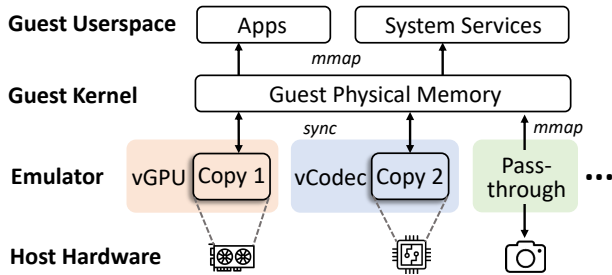 Guest Userspace
Apps
System Services
mmap
Guest Kernel
Guest Physical Memory
sync
mmap
Emulator
vGPU
Copy 1
vCodec
Copy 2
Pass-
through
...
Host Hardware